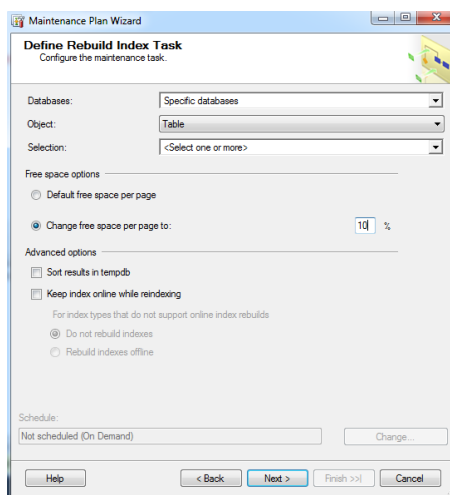 Maintenance Plan Wizard
Define Rebuild Index Task
Configure the maintenance task.
Databases: Specific databases
Object: Table
Selection: <Select one or more>
Free space options
Default free space per page
Change free space per page to: 10 %
Advanced options
Sort results in tempdb
Keep index online while reindexing
For index types that do not support online index rebuilds
Do not rebuild indexes
Rebuild indexes offline
Schedule:
Not scheduled (On Demand) Change...
Help < Back Next > Finish >>| Cancel